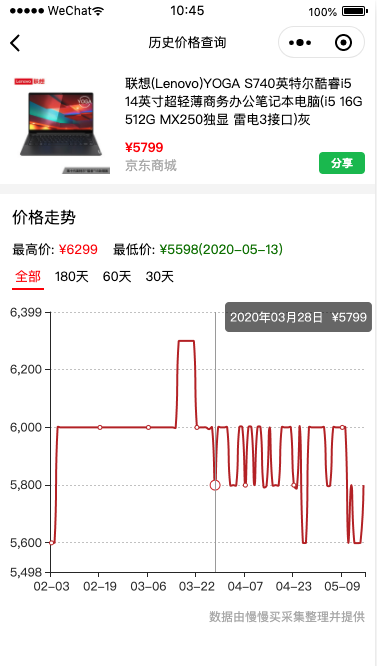 WeChat 10:45 100%
历史价格查询
Lenovo 联想
YOGA
联想(Lenovo)YOGA S740英特尔酷睿i5
14英寸超轻薄商务办公笔记本电脑(i5 16G
512G MX250独显 雷电3接口)灰
¥5799
京东商城
分享
价格走势
最高价: ¥6299 最低价: ¥5598(2020-05-13)
全部 180天 60天 30天
2020年03月28日 ¥5799
6,399
6,200
6,000
5,800
5,600
5,498
02-03 02-19 03-06 03-22 04-07 04-23 05-09
数据由慢慢买采集整理并提供